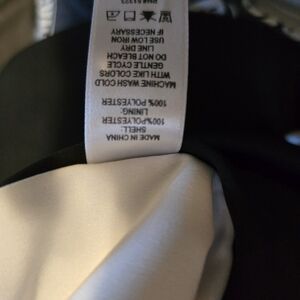 MADE IN CHINA
SHELL:
100%POLYESTER
LINING:
100% POLYESTER
MACHINE WASH COLD
WITH LIKE COLORS
GENTLE CYCLE
DO NOT BLEACH
LINE DRY
USE LOW IRON
IF NECESSARY